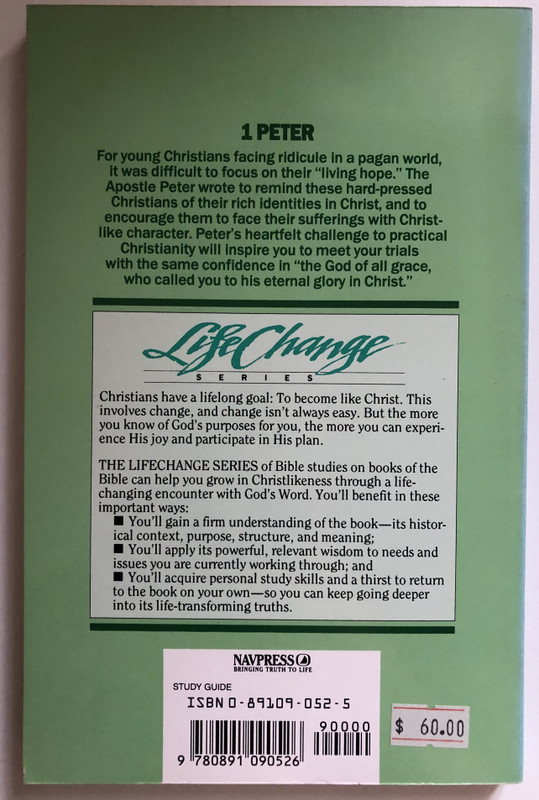 1 PETER
For young Christians facing ridicule in a pagan world,
it was difficult to focus on their “living hope.” The
Apostle Peter wrote to remind these hard-pressed
Christians of their rich identities in Christ, and to
encourage them to face their sufferings with Christ-
like character. Peter’s heartfelt challenge to practical
Christianity will inspire you to meet your trials
with the same confidence in “the God of all grace,
who called you to his eternal glory in Christ.”
LifeChange
SERIES
Christians have a lifelong goal: To become like Christ. This
involves change, and change isn’t always easy. But the more
you know of God’s purposes for you, the more you can experi-
ence His joy and participate in His plan.
THE LIFECHANGE SERIES of Bible studies on books of the
Bible can help you grow in Christlikeness through a life-
changing encounter with God’s Word. You’ll benefit in these
important ways:
■ You’ll gain a firm understanding of the book—its histor-
ical context, purpose, structure, and meaning;
■ You’ll apply its powerful, relevant wisdom to needs and
issues you are currently working through; and
■ You’ll acquire personal study skills and a thirst to return
to the book on your own—so you can keep going deeper
into its life-transforming truths.
NAVPRESS
BRINGING TRUTH TO LIFE
STUDY GUIDE
ISBN 0-89109-052-5
90000
9 780891 090526
$ 60.00